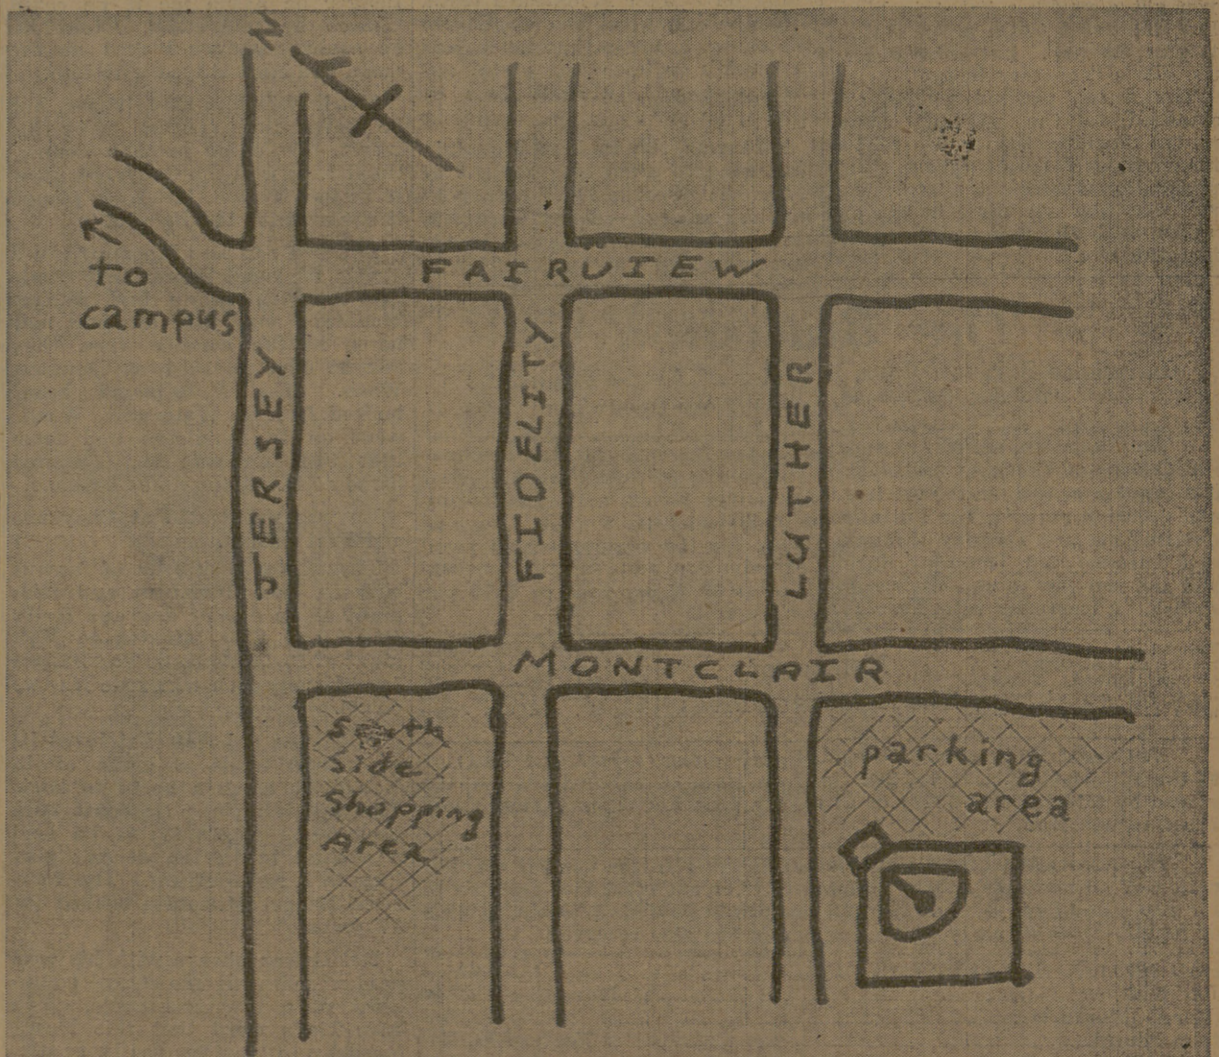 N
to
campus
FAIRVIEW
JERSEY
FIDELITY
LUTHER
MONTCLAIR
South
Side
Shopping
Area
parking
area